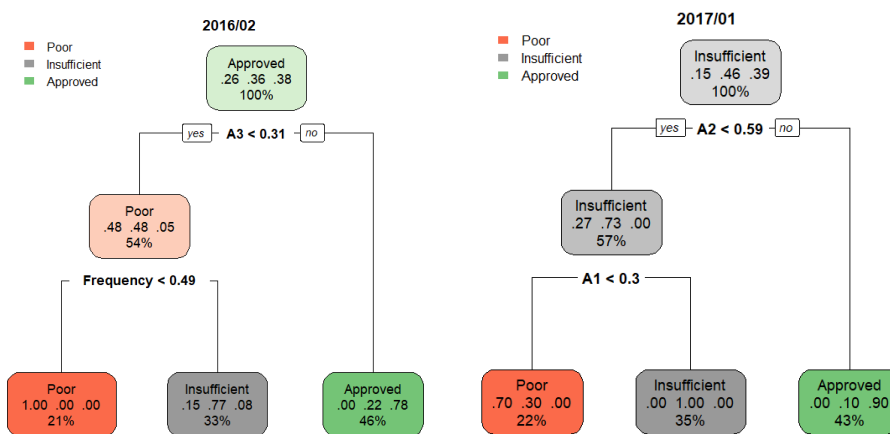 2016/02
Poor
Insufficient
Approved
Approved
.26 .36 .38
100%
yes A3 < 0.31 no
Poor
.48 .48 .05
54%
Frequency < 0.49
Poor
1.00 .00 .00
21%
Insufficient
.15 .77 .08
33%
Approved
.00 .22 .78
46%
2017/01
Poor
Insufficient
Approved
Insufficient
.15 .46 .39
100%
yes A2 < 0.59 no
Insufficient
.27 .73 .00
57%
A1 < 0.3
Poor
.70 .30 .00
22%
Insufficient
.00 1.00 .00
35%
Approved
.00 .10 .90
43%